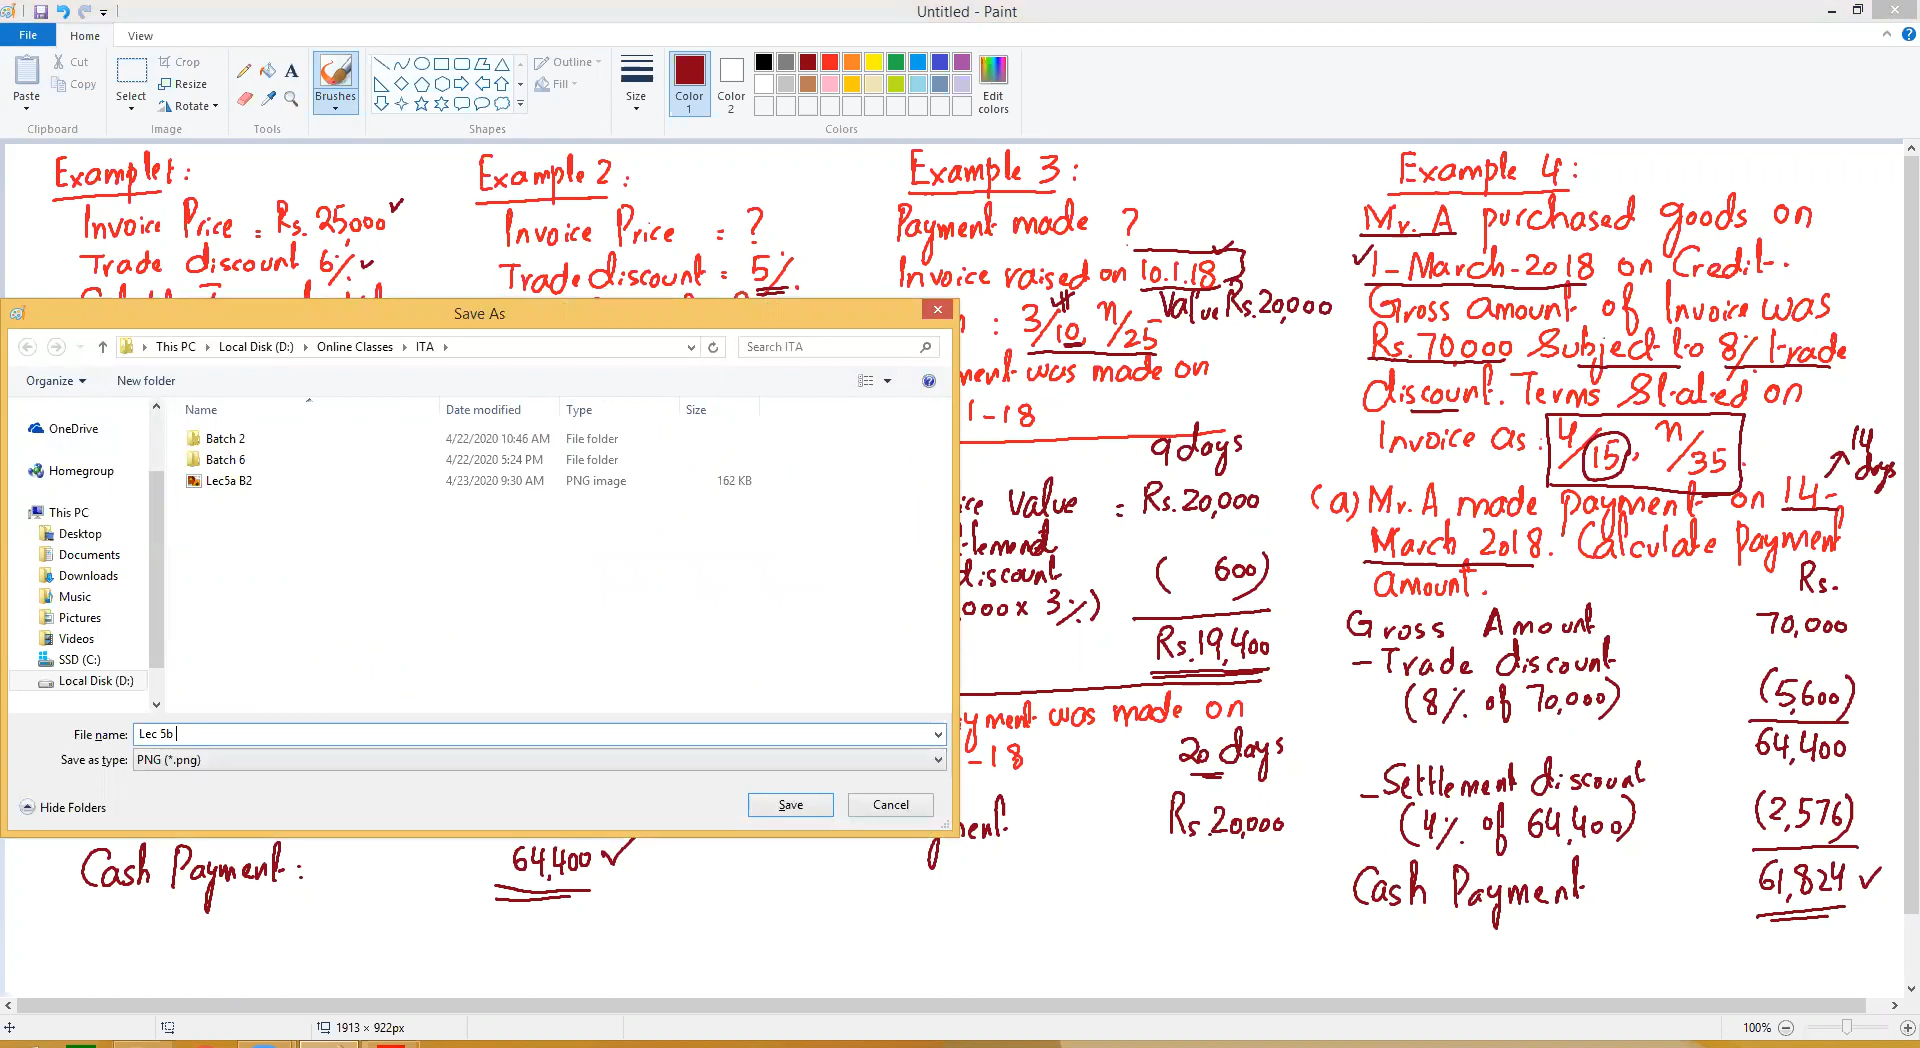 Untitled - Paint
File
Home
View
Paste
Cut
Copy
Clipboard
Select
Crop
Resize
Rotate
Image
Tools
Brushes
Shapes
Outline
Fill
Size
Color 1
Color 2
Edit colors
Colors
Example1:
Invoice Price = Rs. 25,000
Trade discount 6%
Example 2:
Invoice Price = ?
Trade discount = 5%.
Example 3:
Payment made ?
Invoice raised on 10.1.18
Value Rs.20,000
: 3/10, n/25
ment was made on
1-18
9 days
ice Value = Rs.20,000
discount (600)
,000 x 3%)
Rs.19,400
yment was made on
-18
20 days
ment Rs.20,000
Example 4:
Mr. A purchased goods on
1-March-2018 on Credit.
Gross amount of Invoice was
Rs.70,000 Subject to 8% trade
discount. Terms Stated on
Invoice as: 4/15, n/35
14 days
(a) Mr. A made payment on 14-
March 2018. Calculate Payment
amount.
Rs.
Gross Amount 70,000
- Trade discount
(8% of 70,000) (5,600)
64,400
- Settlement discount
(4% of 64,400) (2,576)
Cash Payment 61,824
Cash Payment: 64,400
Save As
This PC
Local Disk (D:)
Online Classes
ITA
Search ITA
Organize
New folder
Name Date modified Type Size
Batch 2 4/22/2020 10:46 AM File folder
Batch 6 4/22/2020 5:24 PM File folder
Lec5a B2 4/23/2020 9:30 AM PNG image 162 KB
OneDrive
Homegroup
This PC
Desktop
Documents
Downloads
Music
Pictures
Videos
SSD (C:)
Local Disk (D:)
File name: Lec 5b
Save as type: PNG (*.png)
Hide Folders
Save
Cancel
1913 × 922px
100%